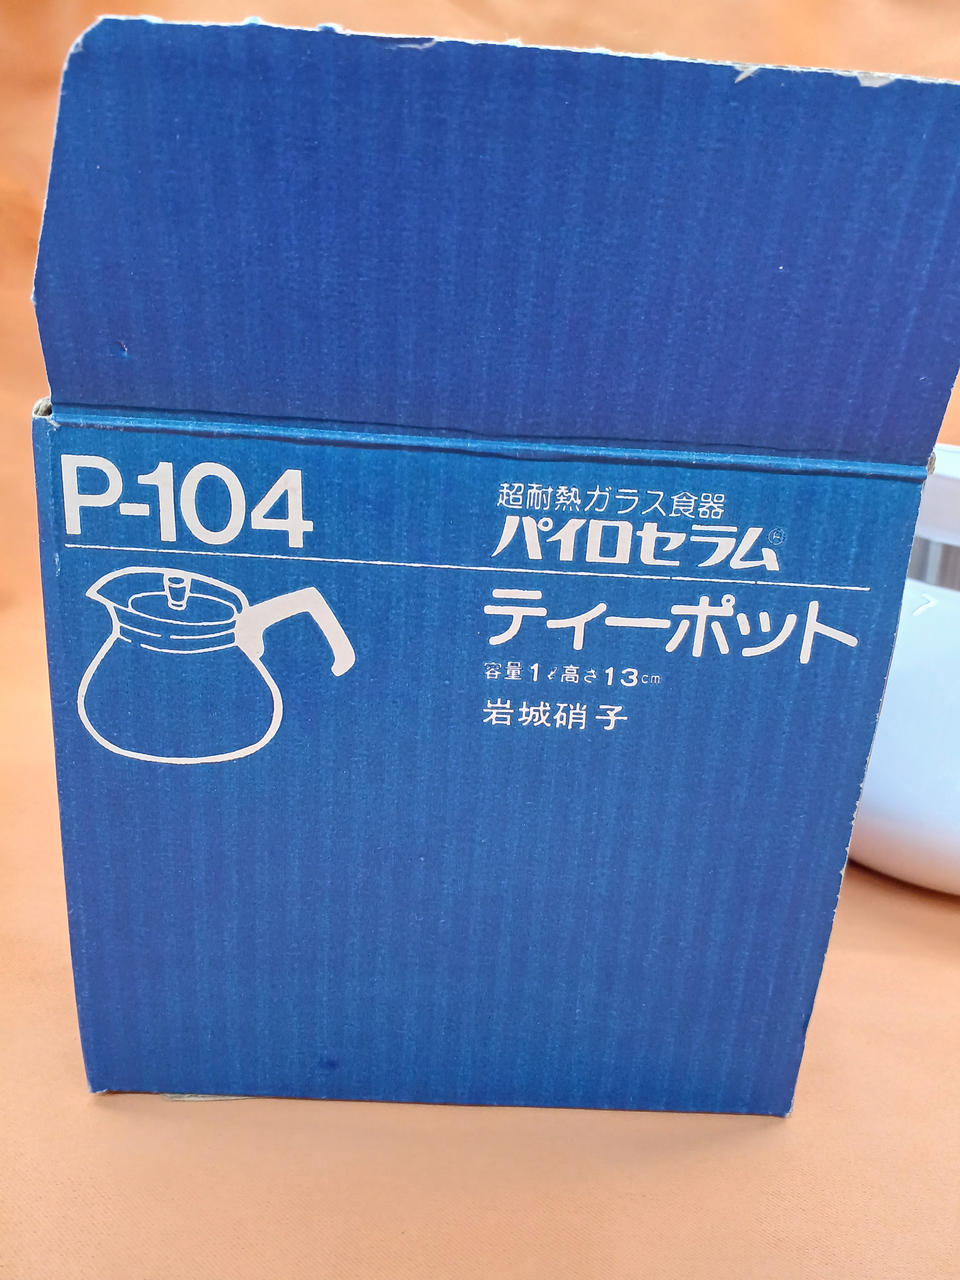 P-104
超耐熱ガラス食器
パイロセラム®
ティーポット
容量1ℓ高さ13cm
岩城硝子